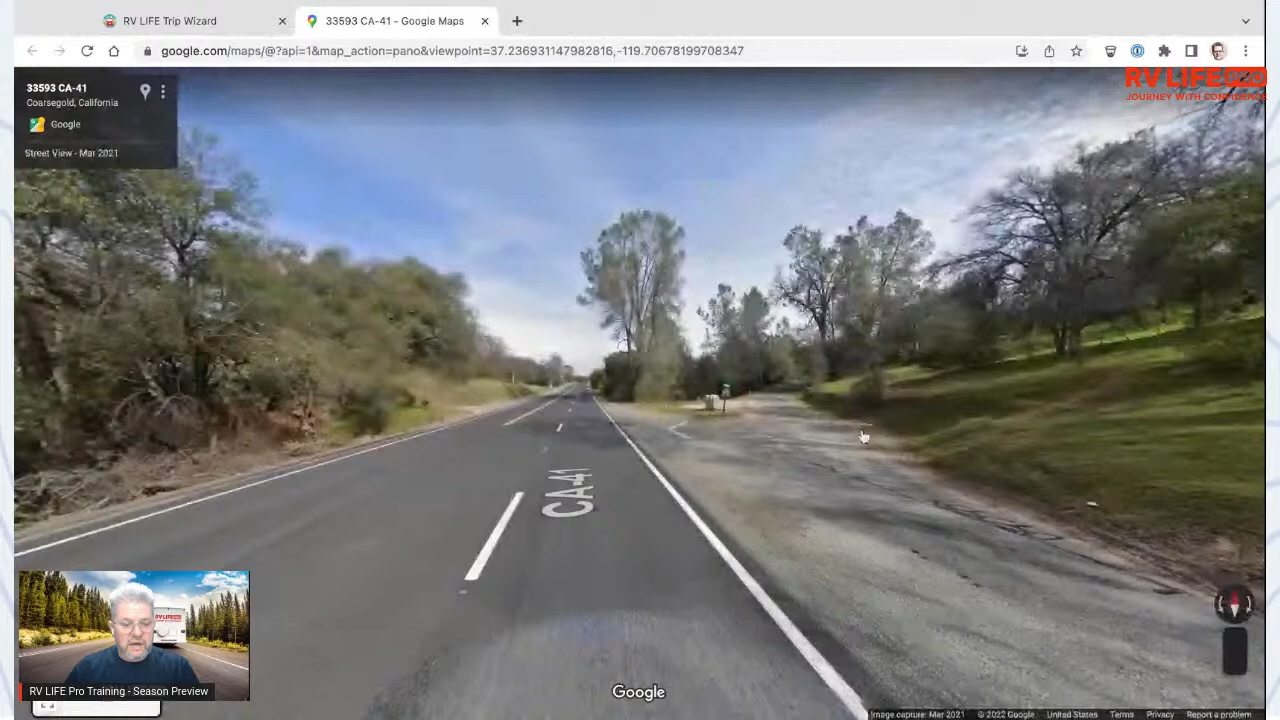 RV LIFE Trip Wizard
33593 CA-41 - Google Maps
google.com/maps/@?api=1&map_action=pano&viewpoint=37.236931147982816,-119.70678199708347
RV LIFE PRO
JOURNEY WITH CONFIDENCE
33593 CA-41
Coarsegold, California
Google
Street View - Mar 2021
CA-41
RV LIFE
RV LIFE Pro Training - Season Preview
Google
Image capture: Mar 2021 © 2022 Google United States Terms Privacy Report a problem